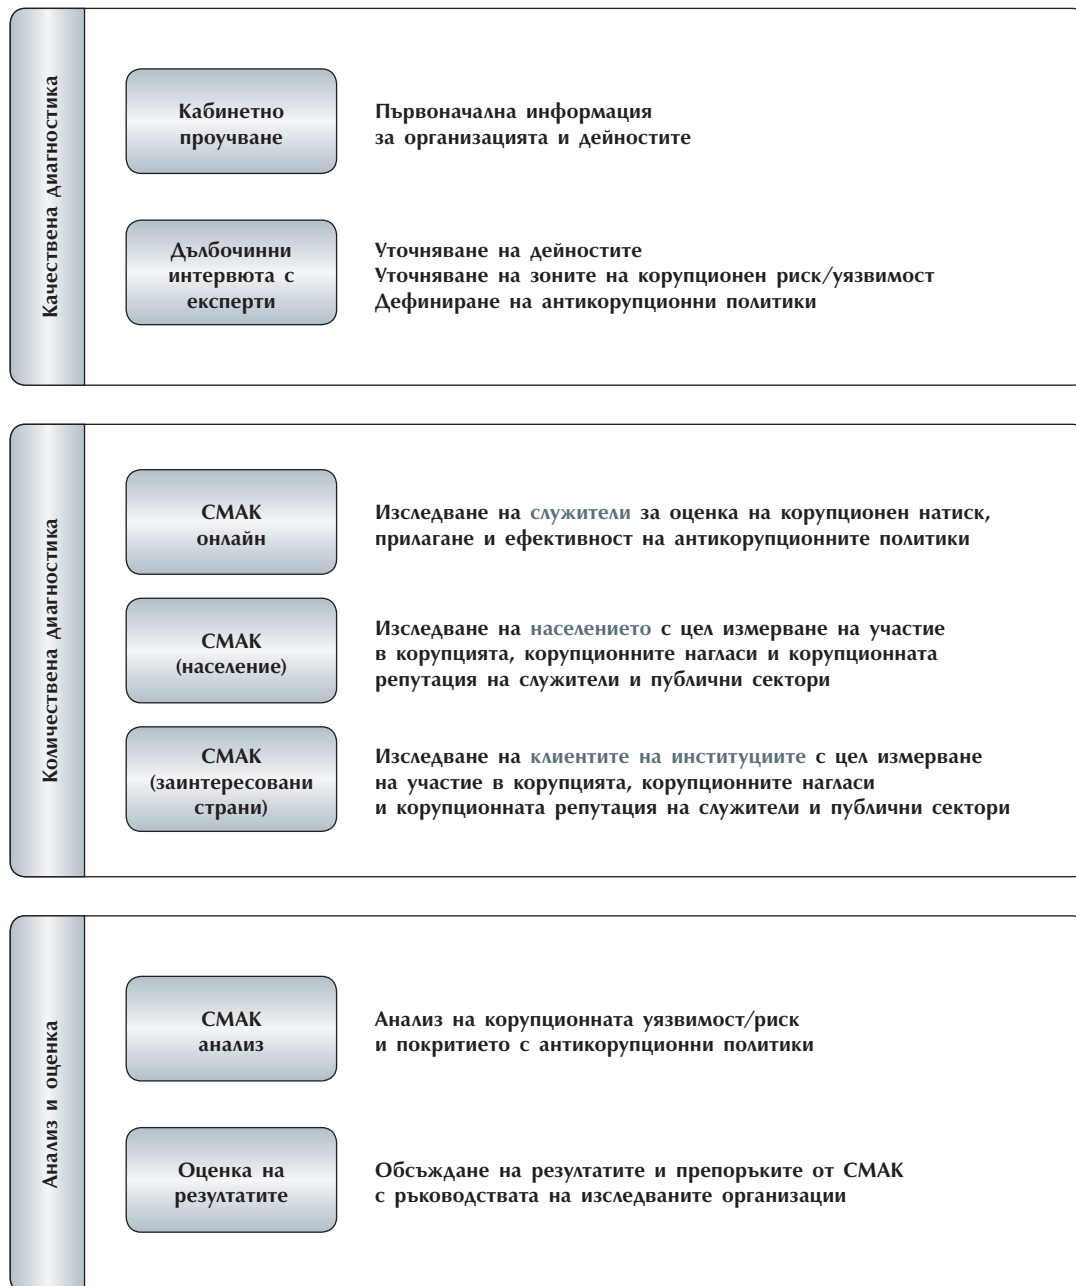 Качествена диагностика
Кабинетно
проучване
Първоначална информация
за организацията и дейностите
Дълбочинни
интервюта с
експерти
Уточняване на дейностите
Уточняване на зоните на корупционен риск/уязвимост
Дефиниране на антикорупционни политики
Количествена диагностика
СМАК
онлайн
Изследване на служители за оценка на корупционен натиск,
прилагане и ефективност на антикорупционните политики
СМАК
(население)
Изследване на населението с цел измерване на участие
в корупцията, корупционните нагласи и корупционната
репутация на служители и публични сектори
СМАК
(заинтересовани
страни)
Изследване на клиентите на институциите с цел измерване
на участие в корупцията, корупционните нагласи
и корупционната репутация на служители и публични сектори
Анализ и оценка
СМАК
анализ
Анализ на корупционната уязвимост/риск
и покритието с антикорупционни политики
Оценка на
резултатите
Обсъждане на резултатите и препоръките от СМАК
с ръководствата на изследваните организации